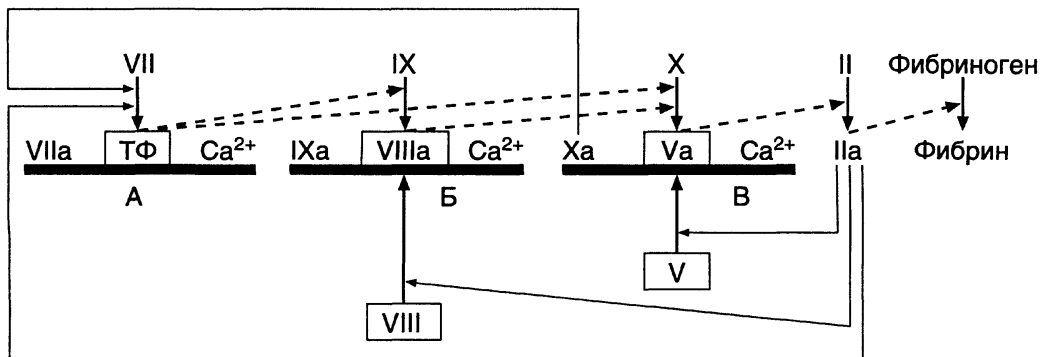 VII IX X II Фибриноген
VIIa ТФ Ca2+ IXa VIIIa Ca2+ Xa Va Ca2+ IIa Фибрин
А Б В
V
VIII